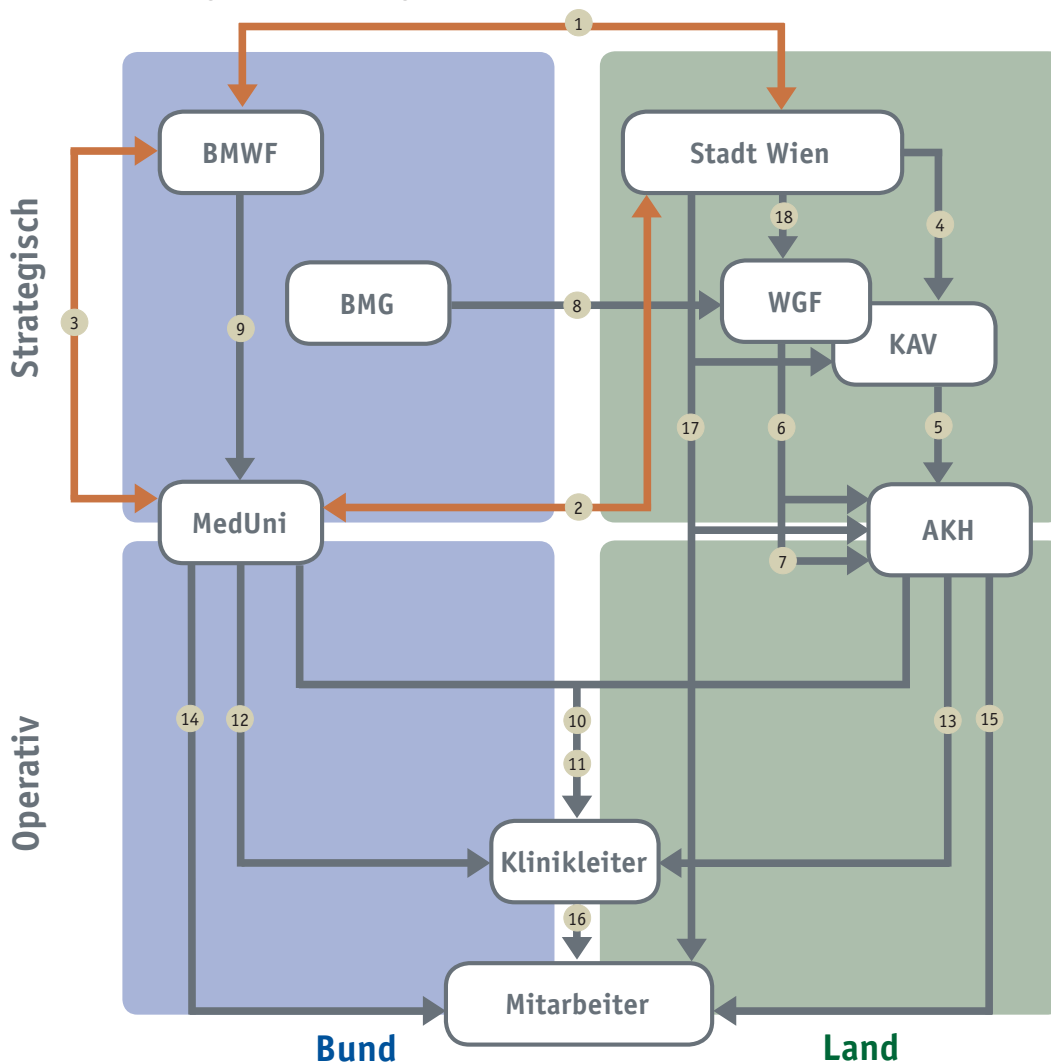 1
BMWF
Stadt Wien
18
4
Strategisch
BMG
8
WGF
3
9
KAV
17
6
5
MedUni
2
AKH
7
14
12
10
13
15
11
Operativ
Klinikleiter
16
Mitarbeiter
Bund
Land